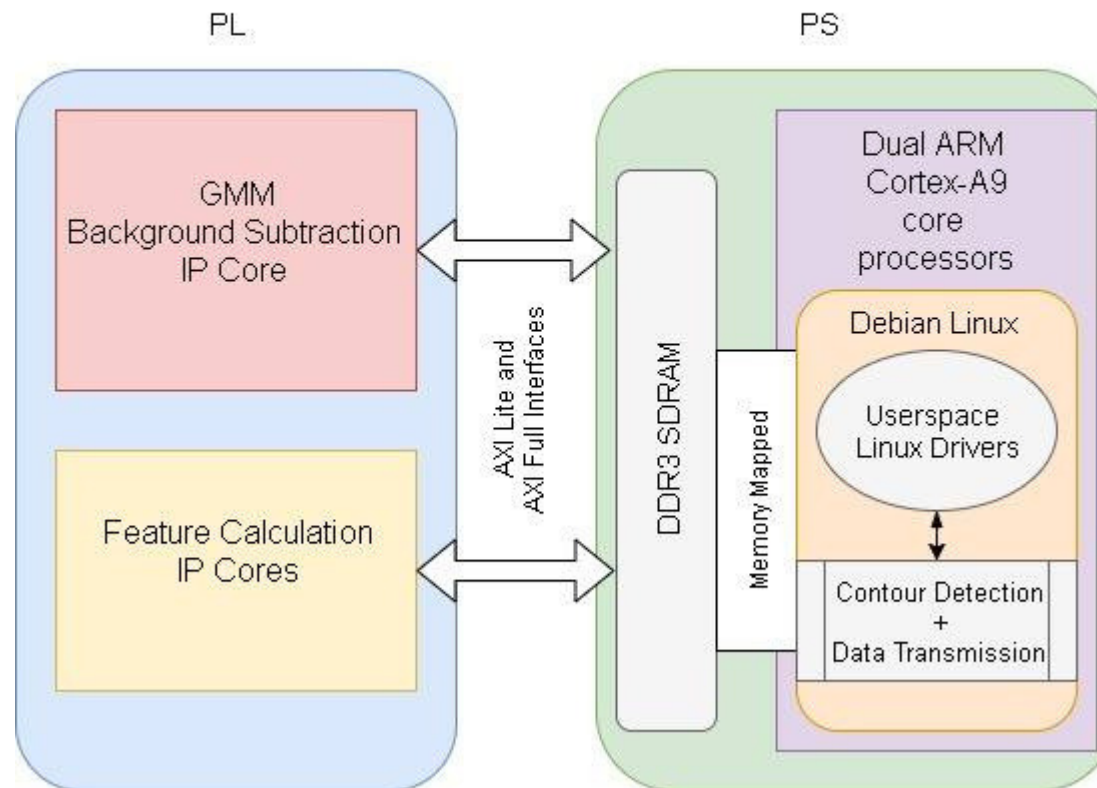 PL
PS
GMM
Background Subtraction
IP Core
Feature Calculation
IP Cores
AXI Lite and
AXI Full Interfaces
DDR3 SDRAM
Memory Mapped
Dual ARM
Cortex-A9
core
processors
Debian Linux
Userspace
Linux Drivers
Contour Detection
+
Data Transmission